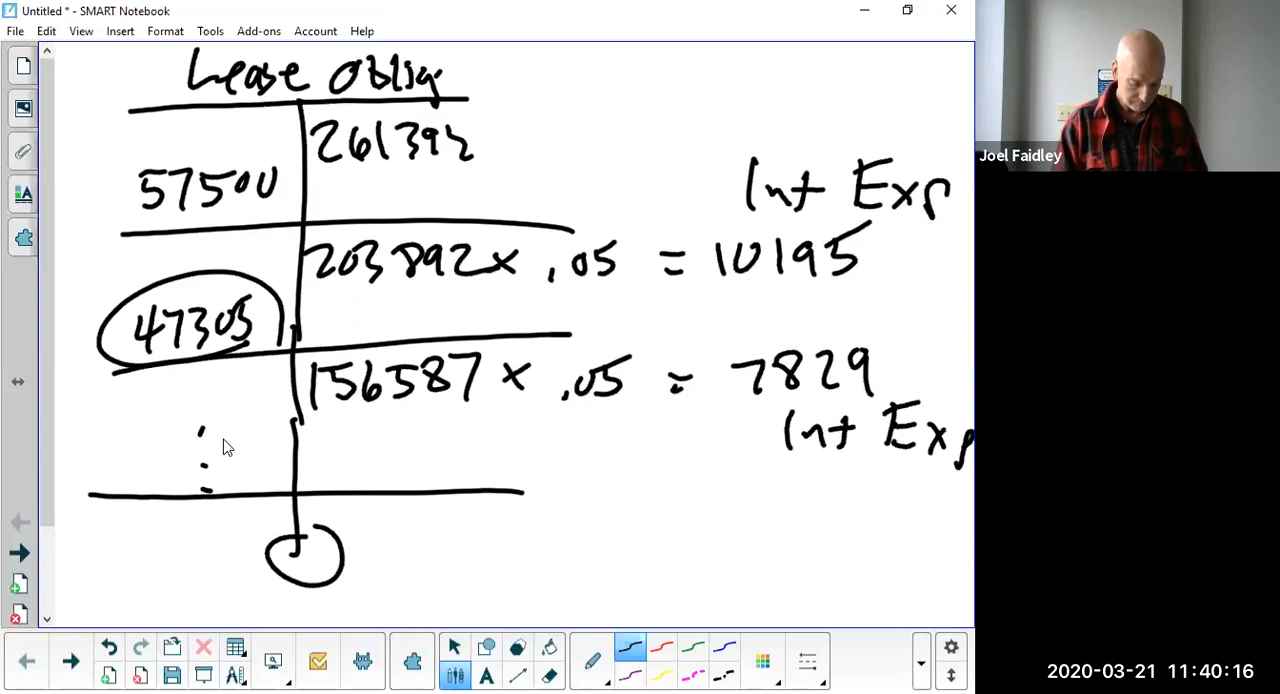 Untitled * - SMART Notebook
File Edit View Insert Format Tools Add-ons Account Help
Lease Oblig
261392
57500
Int Exp
203892 x .05 = 10195
47305
156587 x .05 = 7829
Int Exp
Joel Faidley
2020-03-21 11:40:16